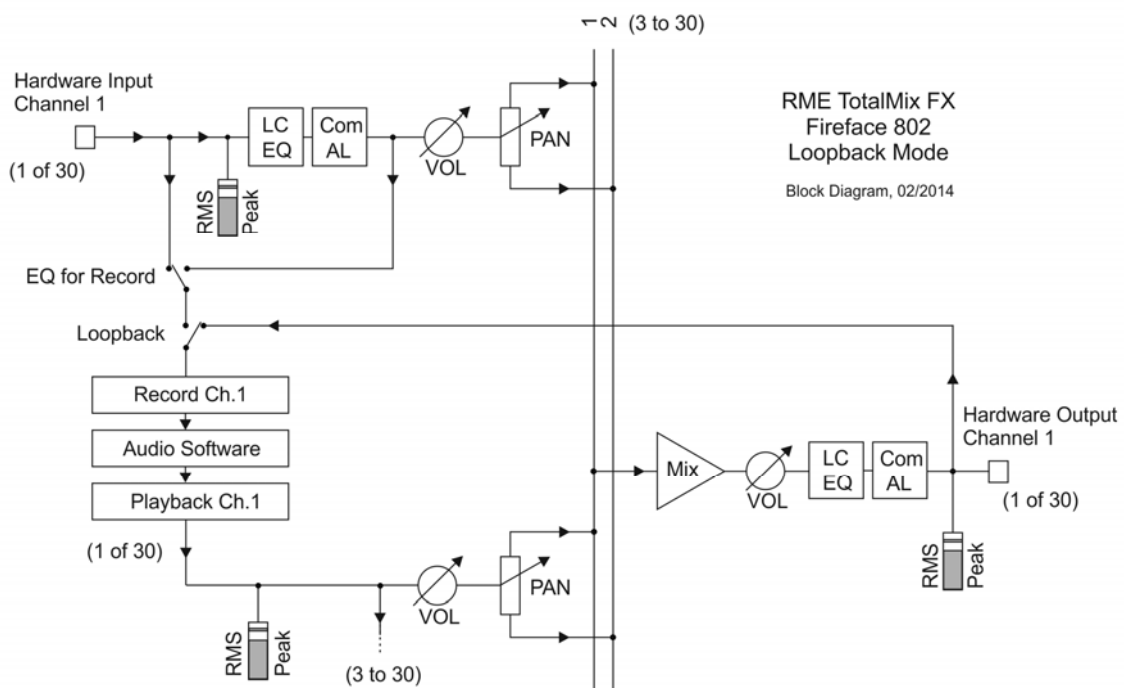 1
2
(3 to 30)
Hardware Input
Channel 1
(1 of 30)
LC
EQ
Com
AL
VOL
PAN
RMS
Peak
RME TotalMix FX
Fireface 802
Loopback Mode
Block Diagram, 02/2014
EQ for Record
Loopback
Record Ch.1
Audio Software
Playback Ch.1
(1 of 30)
Mix
VOL
LC
EQ
Com
AL
Hardware Output
Channel 1
(1 of 30)
RMS
Peak
VOL
PAN
RMS
Peak
(3 to 30)